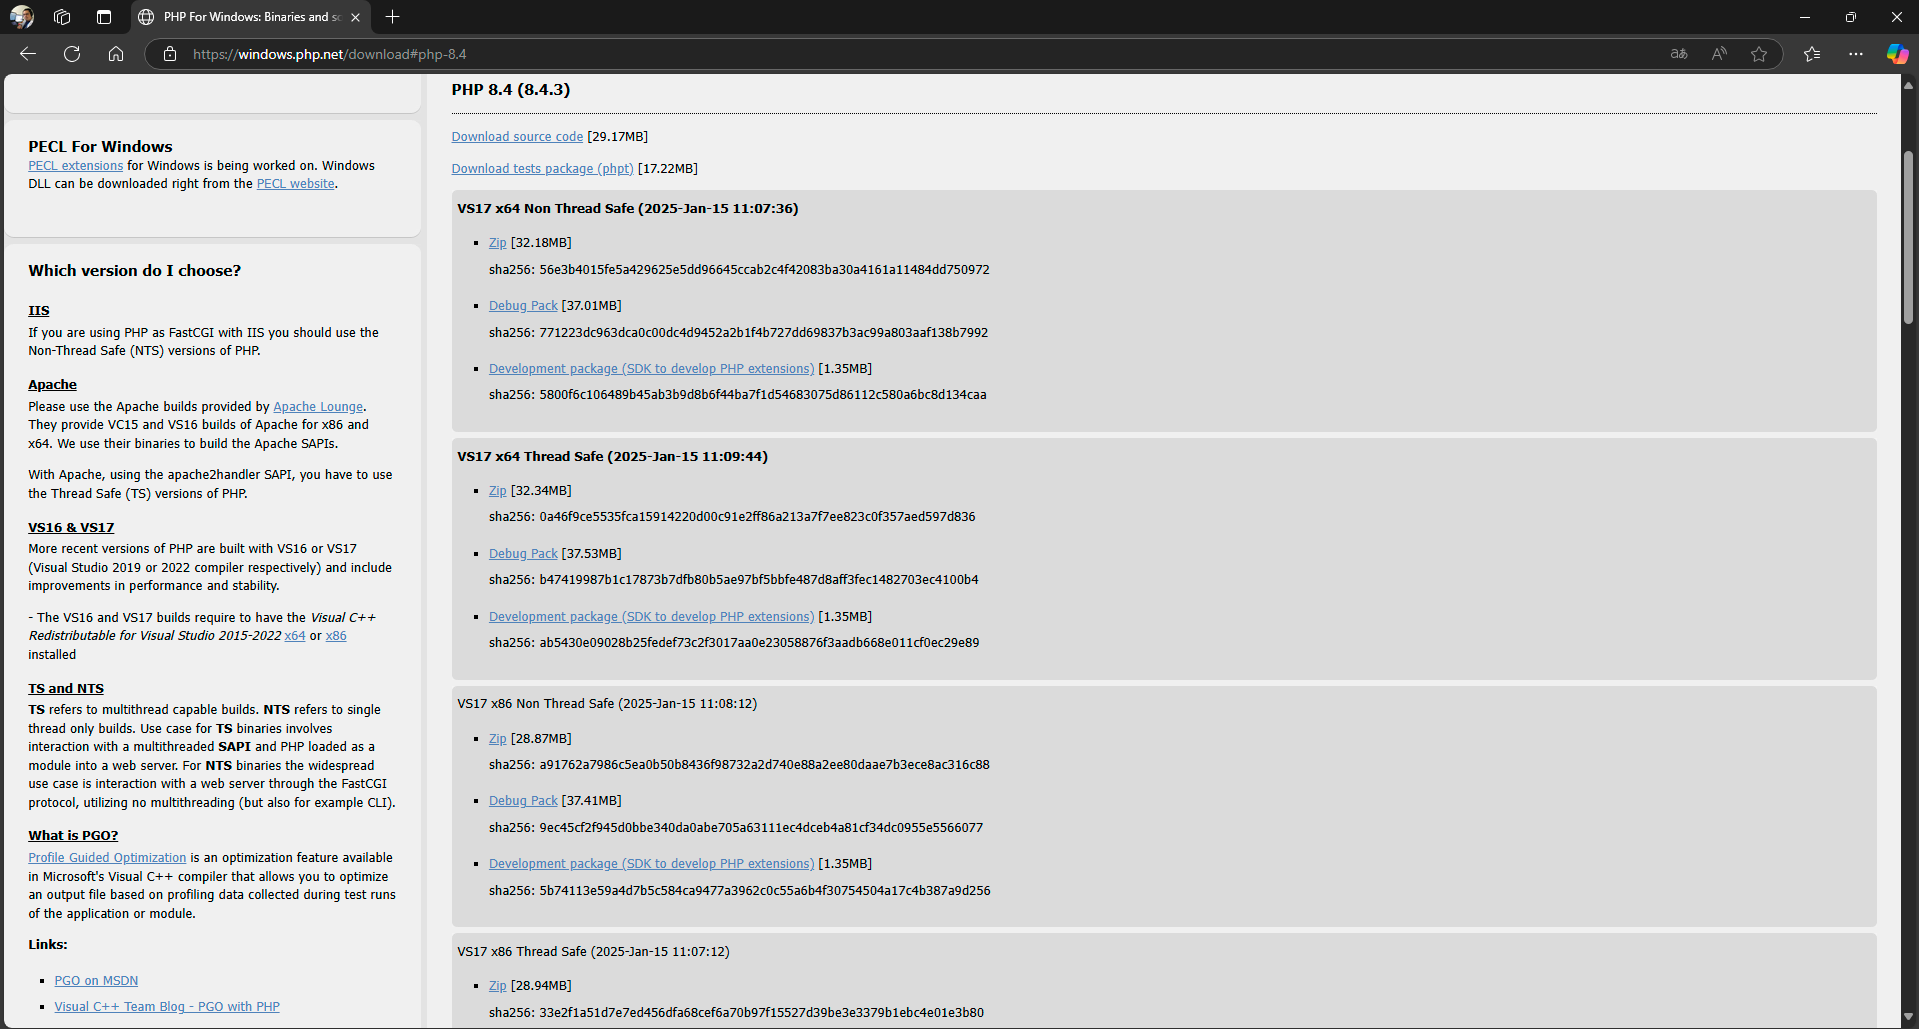 PHP For Windows: Binaries and sc
https://windows.php.net/download#php-8.4
PECL For Windows
PECL extensions for Windows is being worked on. Windows
DLL can be downloaded right from the PECL website.
Which version do I choose?
IIS
If you are using PHP as FastCGI with IIS you should use the
Non-Thread Safe (NTS) versions of PHP.
Apache
Please use the Apache builds provided by Apache Lounge.
They provide VC15 and VS16 builds of Apache for x86 and
x64. We use their binaries to build the Apache SAPIs.
With Apache, using the apache2handler SAPI, you have to use
the Thread Safe (TS) versions of PHP.
VS16 & VS17
More recent versions of PHP are built with VS16 or VS17
(Visual Studio 2019 or 2022 compiler respectively) and include
improvements in performance and stability.
- The VS16 and VS17 builds require to have the Visual C++
Redistributable for Visual Studio 2015-2022 x64 or x86
installed
TS and NTS
TS refers to multithread capable builds. NTS refers to single
thread only builds. Use case for TS binaries involves
interaction with a multithreaded SAPI and PHP loaded as a
module into a web server. For NTS binaries the widespread
use case is interaction with a web server through the FastCGI
protocol, utilizing no multithreading (but also for example CLI).
What is PGO?
Profile Guided Optimization is an optimization feature available
in Microsoft's Visual C++ compiler that allows you to optimize
an output file based on profiling data collected during test runs
of the application or module.
Links:
PGO on MSDN
Visual C++ Team Blog - PGO with PHP
PHP 8.4 (8.4.3)
Download source code [29.17MB]
Download tests package (phpt) [17.22MB]
VS17 x64 Non Thread Safe (2025-Jan-15 11:07:36)
Zip [32.18MB]
sha256: 56e3b4015fe5a429625e5dd96645ccab2c4f42083ba30a4161a11484dd750972
Debug Pack [37.01MB]
sha256: 771223dc963dca0c00dc4d9452a2b1f4b727dd69837b3ac99a803aaf138b7992
Development package (SDK to develop PHP extensions) [1.35MB]
sha256: 5800f6c106489b45ab3b9d8b6f44ba7f1d54683075d86112c580a6bc8d134caa
VS17 x64 Thread Safe (2025-Jan-15 11:09:44)
Zip [32.34MB]
sha256: 0a46f9ce5535fca15914220d00c91e2ff86a213a7f7ee823c0f357aed597d836
Debug Pack [37.53MB]
sha256: b47419987b1c17873b7dfb80b5ae97bf5bbfe487d8aff3fec1482703ec4100b4
Development package (SDK to develop PHP extensions) [1.35MB]
sha256: ab5430e09028b25fedef73c2f3017aa0e23058876f3aadb668e011cf0ec29e89
VS17 x86 Non Thread Safe (2025-Jan-15 11:08:12)
Zip [28.87MB]
sha256: a91762a7986c5ea0b50b8436f98732a2d740e88a2ee80daae7b3ece8ac316c88
Debug Pack [37.41MB]
sha256: 9ec45cf2f945d0bbe340da0abe705a63111ec4dceb4a81cf34dc0955e5566077
Development package (SDK to develop PHP extensions) [1.35MB]
sha256: 5b74113e59a4d7b5c584ca9477a3962c0c55a6b4f30754504a17c4b387a9d256
VS17 x86 Thread Safe (2025-Jan-15 11:07:12)
Zip [28.94MB]
sha256: 33e2f1a51d7e7ed456dfa68cef6a70b97f15527d39be3e3379b1ebc4e01e3b80